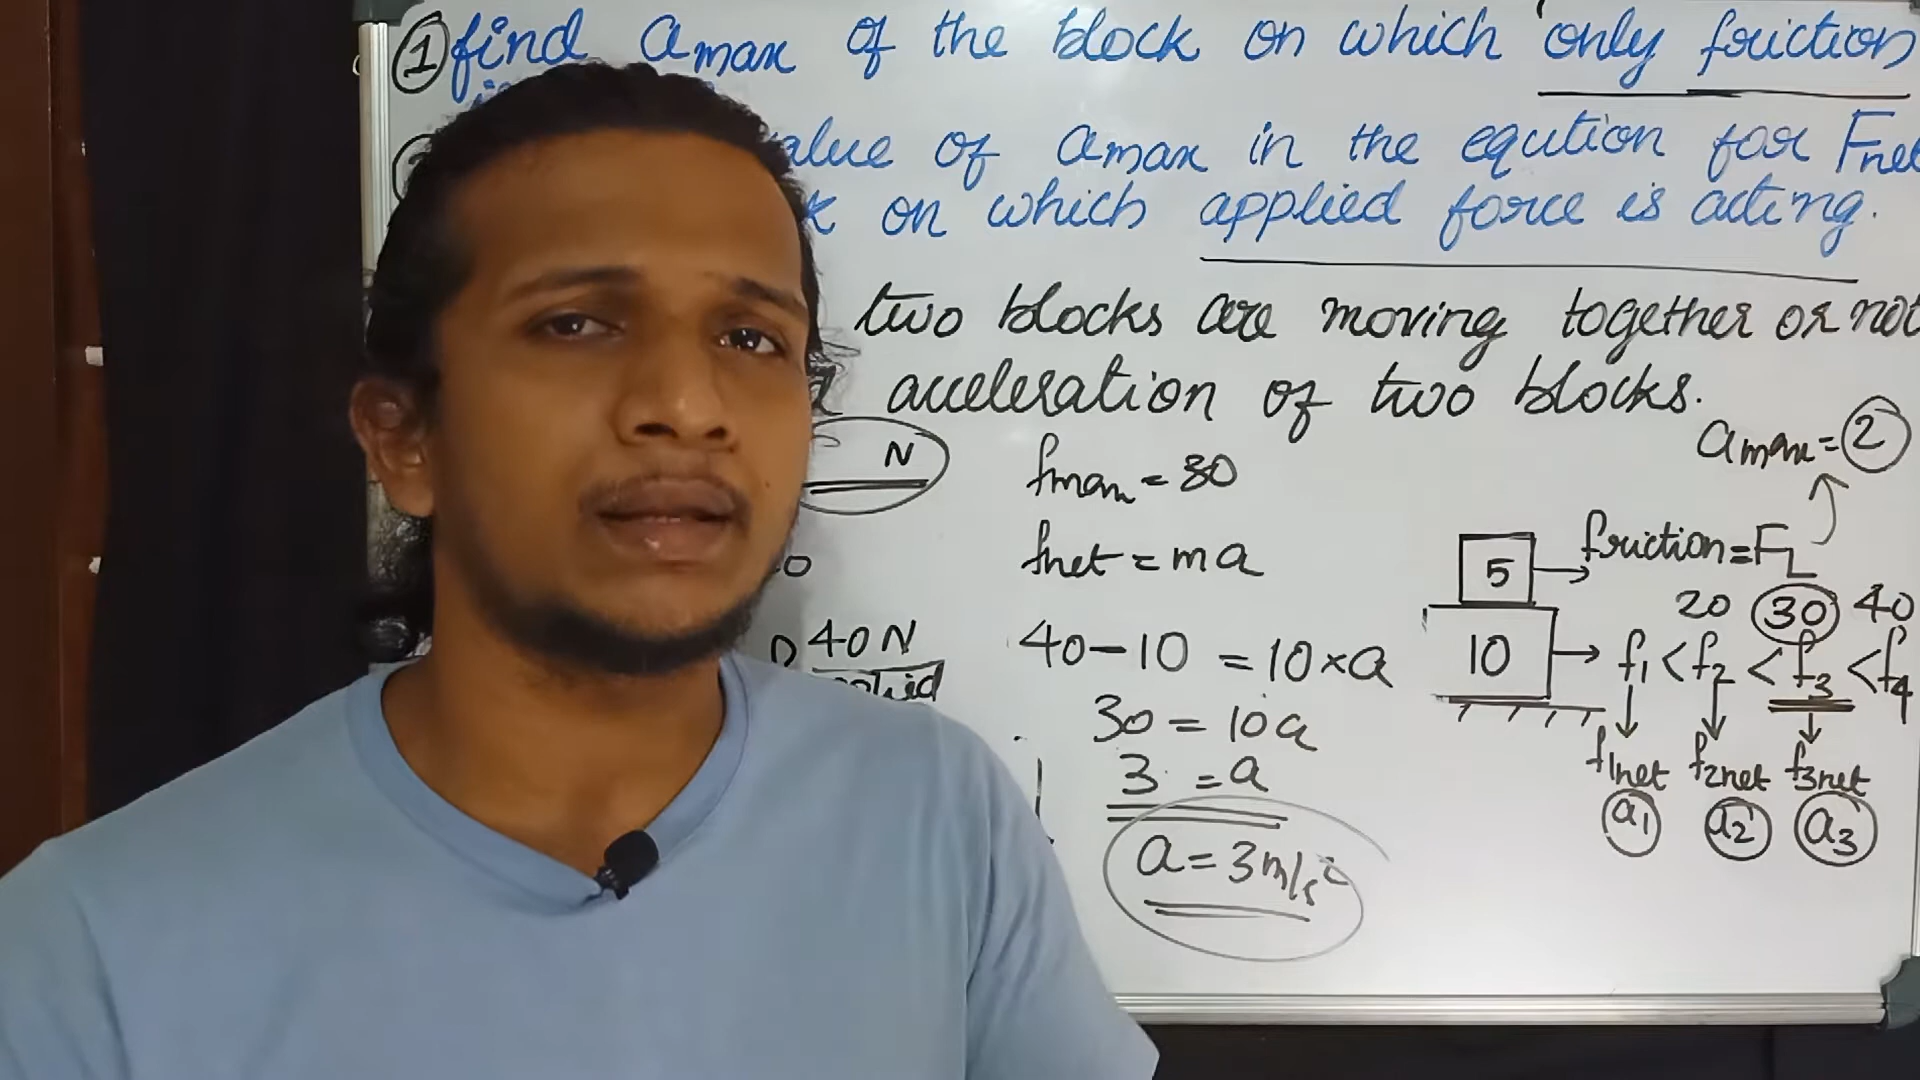 ① find amax of the block on which only friction
value of amax in the eqution for Fnet
on which applied force is acting.
two blocks are moving together or not
acceleration of two blocks.
amax = 2
N
fmax = 30
friction = FL
5
fnet = ma
20 30 40
40 N
40-10 = 10×a
10
f1 < f2 < f3 < f4
30 = 10a
3 = a
f1net f2net f3net
a1 a2 a3
a = 3m/s²